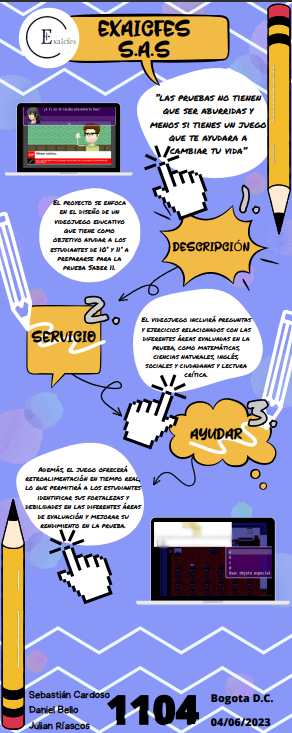 EXAICFES
S.A.S
Exaicfes
"LAS PRUEBAS NO TIENEN
QUE SER ABURRIDAS Y
MENOS SI TIENES UN JUEGO
QUE TE AYUDARA A
CAMBIAR TU VIDA"
1.
EL PROYECTO SE ENFOCA
EN EL DISEÑO DE UN
VIDEOJUEGO EDUCATIVO
QUE TIENE COMO
OBJETIVO AYUDAR A LOS
ESTUDIANTES DE 10° Y 11° A
PREPARARSE PARA LA
PRUEBA SABER 11.
DESCRIPCIÓN
2.
SERVICIO
EL VIDEOJUEGO INCLUIRÁ PREGUNTAS
Y EJERCICIOS RELACIONADOS CON LAS
DIFERENTES ÁREAS EVALUADAS EN LA
PRUEBA, COMO MATEMÁTICAS,
CIENCIAS NATURALES, INGLÉS,
SOCIALES Y CIUDADANAS Y LECTURA
CRÍTICA.
3.
AYUDAR
ADEMÁS, EL JUEGO OFRECERÁ
RETROALIMENTACIÓN EN TIEMPO REAL,
LO QUE PERMITIRÁ A LOS ESTUDIANTES
IDENTIFICAR SUS FORTALEZAS Y
DEBILIDADES EN LAS DIFERENTES ÁREAS
DE EVALUACIÓN Y MEJORAR SU
RENDIMIENTO EN LA PRUEBA.
Usar objeto especial
Sebastián Cardoso
Daniel Bello
Julian Ríascos
1104
Bogota D.C.
04/06/2023